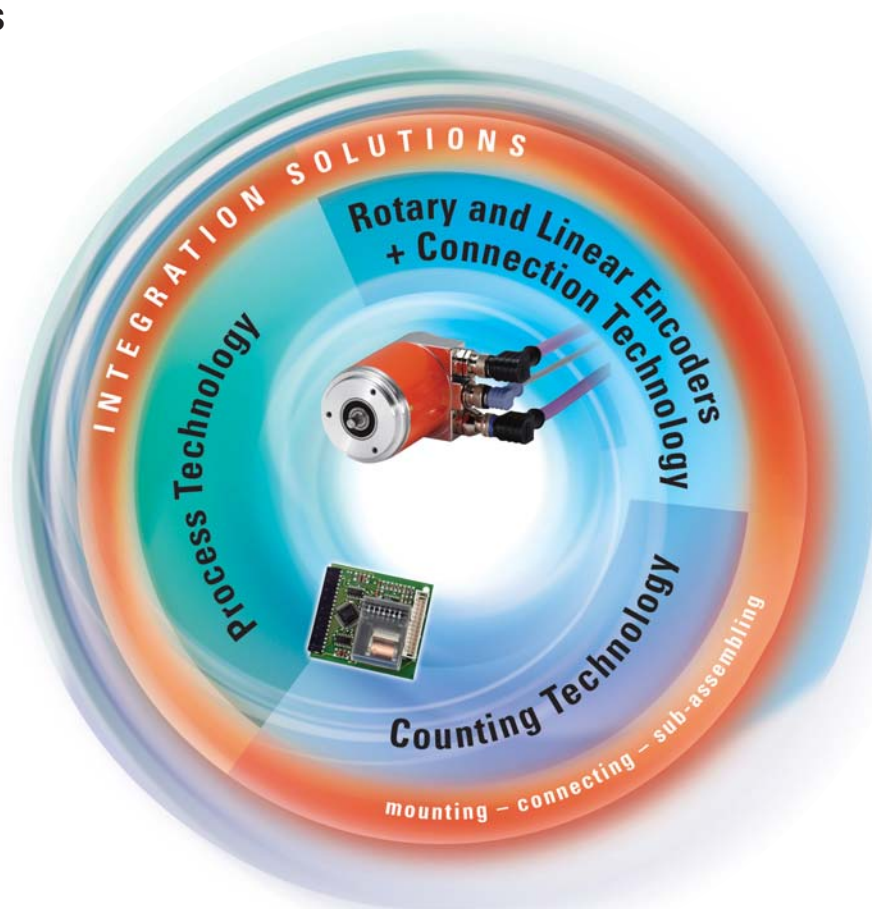 s
INTEGRATION SOLUTIONS
Rotary and Linear Encoders
+ Connection Technology
Process Technology
Counting Technology
mounting – connecting – sub-assembling